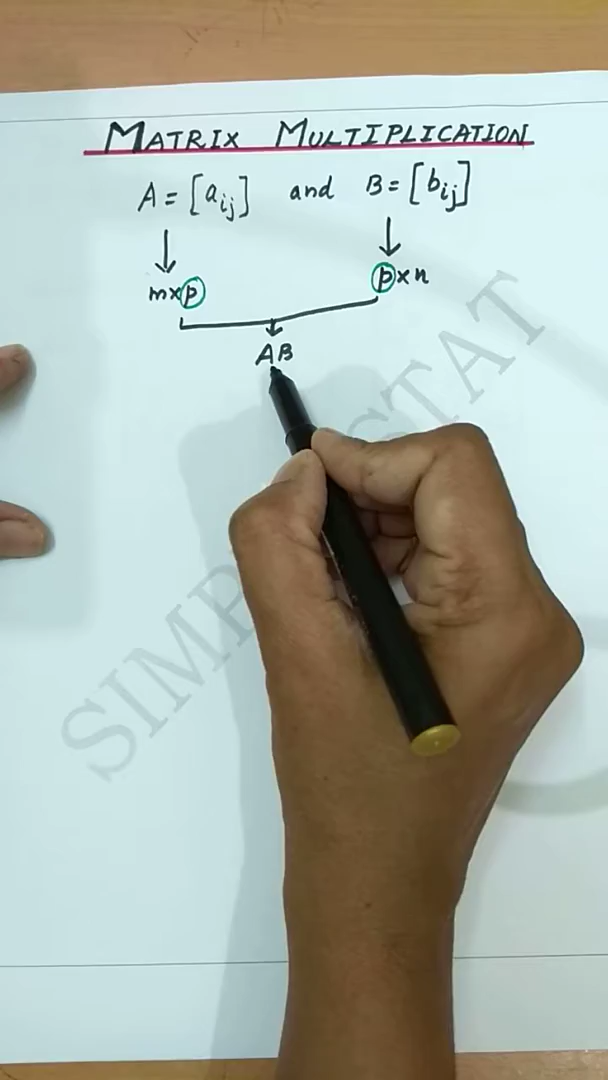 MATRIX MULTIPLICATION
A = [aij] and B = [bij]
m×p p×n
AB